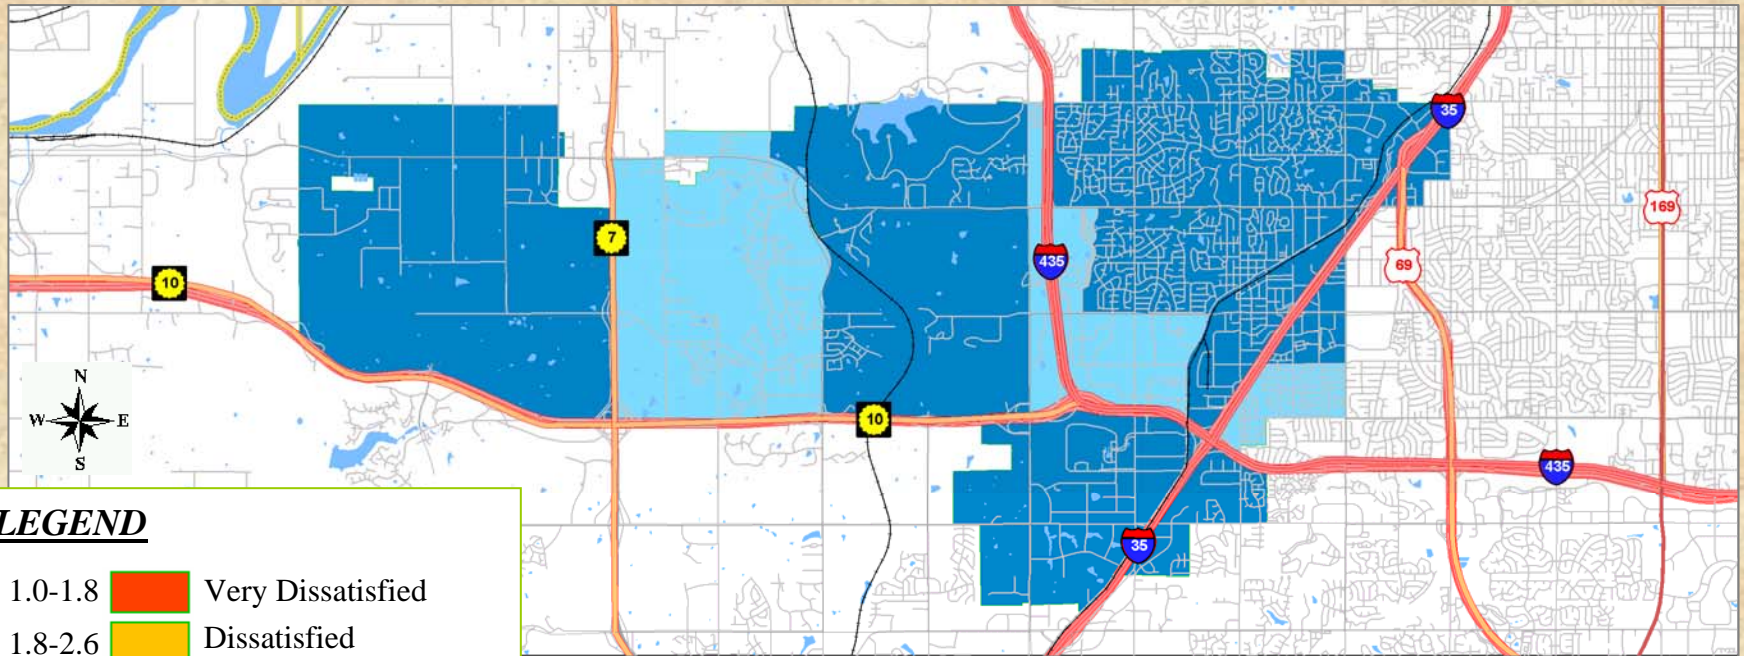 35
169
7
435
69
10
N
W E
S
10
435
35
LEGEND
1.0-1.8 Very Dissatisfied
1.8-2.6 Dissatisfied